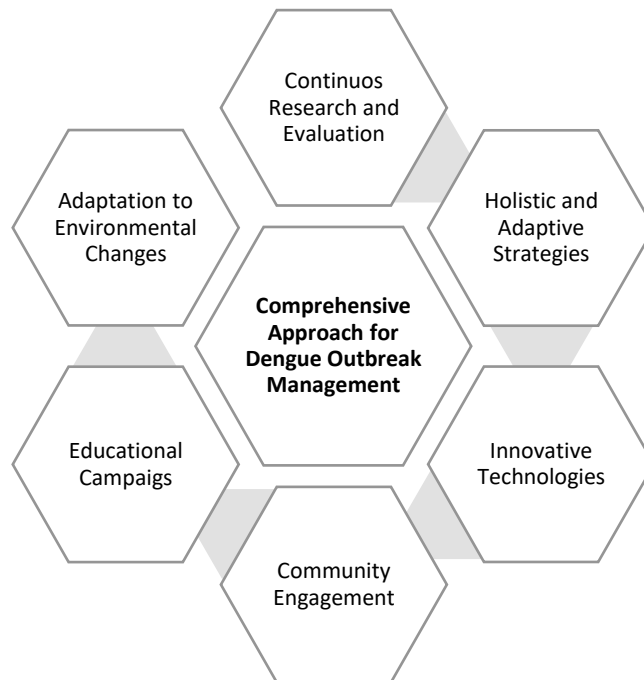 Continuos
Research and
Evaluation
Adaptation to
Environmental
Changes
Holistic and
Adaptive
Strategies
Comprehensive
Approach for
Dengue Outbreak
Management
Educational
Campaigs
Innovative
Technologies
Community
Engagement